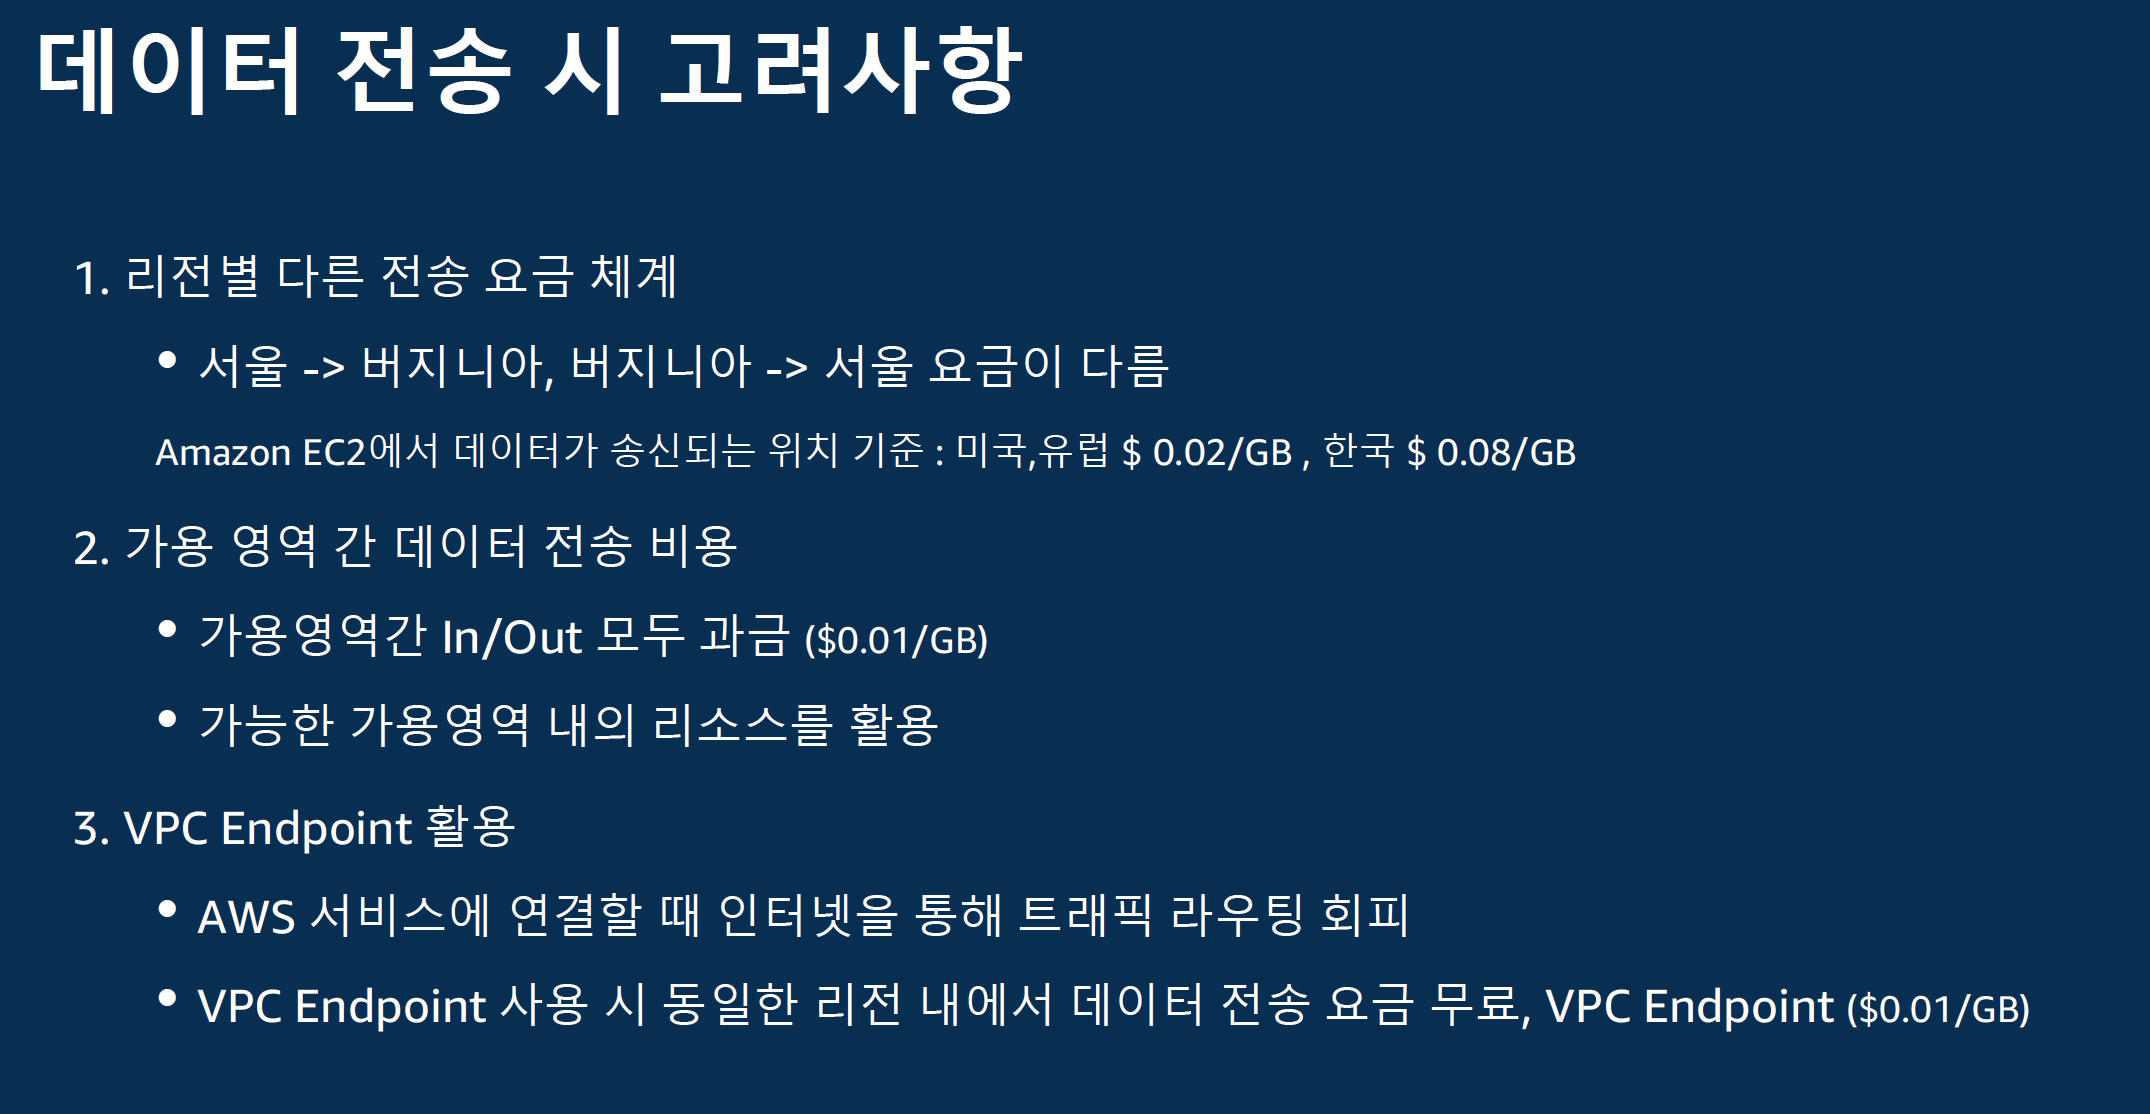 데이터 전송 시 고려사항
1. 리전별 다른 전송 요금 체계
• 서울 -> 버지니아, 버지니아 -> 서울 요금이 다름
Amazon EC2에서 데이터가 송신되는 위치 기준 : 미국,유럽 $ 0.02/GB , 한국 $ 0.08/GB
2. 가용 영역 간 데이터 전송 비용
• 가용영역간 In/Out 모두 과금 ($0.01/GB)
• 가능한 가용영역 내의 리소스를 활용
3. VPC Endpoint 활용
• AWS 서비스에 연결할 때 인터넷을 통해 트래픽 라우팅 회피
• VPC Endpoint 사용 시 동일한 리전 내에서 데이터 전송 요금 무료, VPC Endpoint ($0.01/GB)